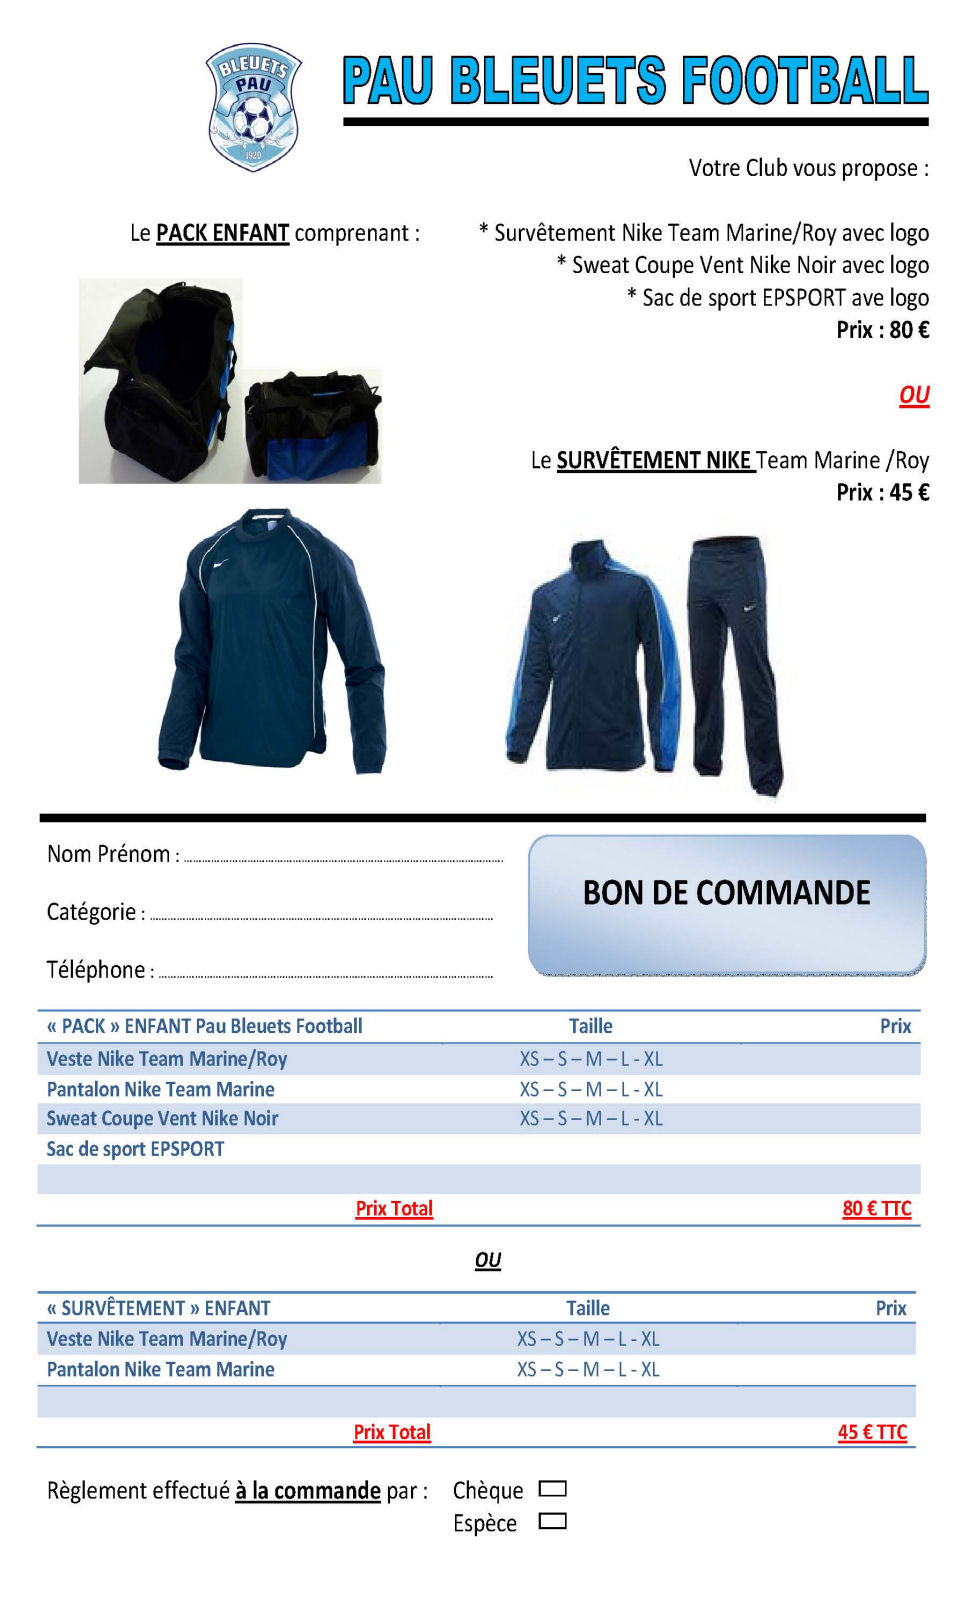 BLEUETS
PAU
1920
PAU BLEUETS FOOTBALL
Votre Club vous propose :
Le PACK ENFANT comprenant :
* Survêtement Nike Team Marine/Roy avec logo
* Sweat Coupe Vent Nike Noir avec logo
* Sac de sport EPSPORT ave logo
Prix : 80 €
OU
Le SURVÊTEMENT NIKE Team Marine /Roy
Prix : 45 €
Nom Prénom :
Catégorie :
Téléphone :
BON DE COMMANDE
« PACK » ENFANT Pau Bleuets Football Taille Prix
Veste Nike Team Marine/Roy XS – S – M – L - XL
Pantalon Nike Team Marine XS – S – M – L - XL
Sweat Coupe Vent Nike Noir XS – S – M – L - XL
Sac de sport EPSPORT
Prix Total 80 € TTC
OU
« SURVÊTEMENT » ENFANT Taille Prix
Veste Nike Team Marine/Roy XS – S – M – L - XL
Pantalon Nike Team Marine XS – S – M – L - XL
Prix Total 45 € TTC
Règlement effectué à la commande par : Chèque
Espèce